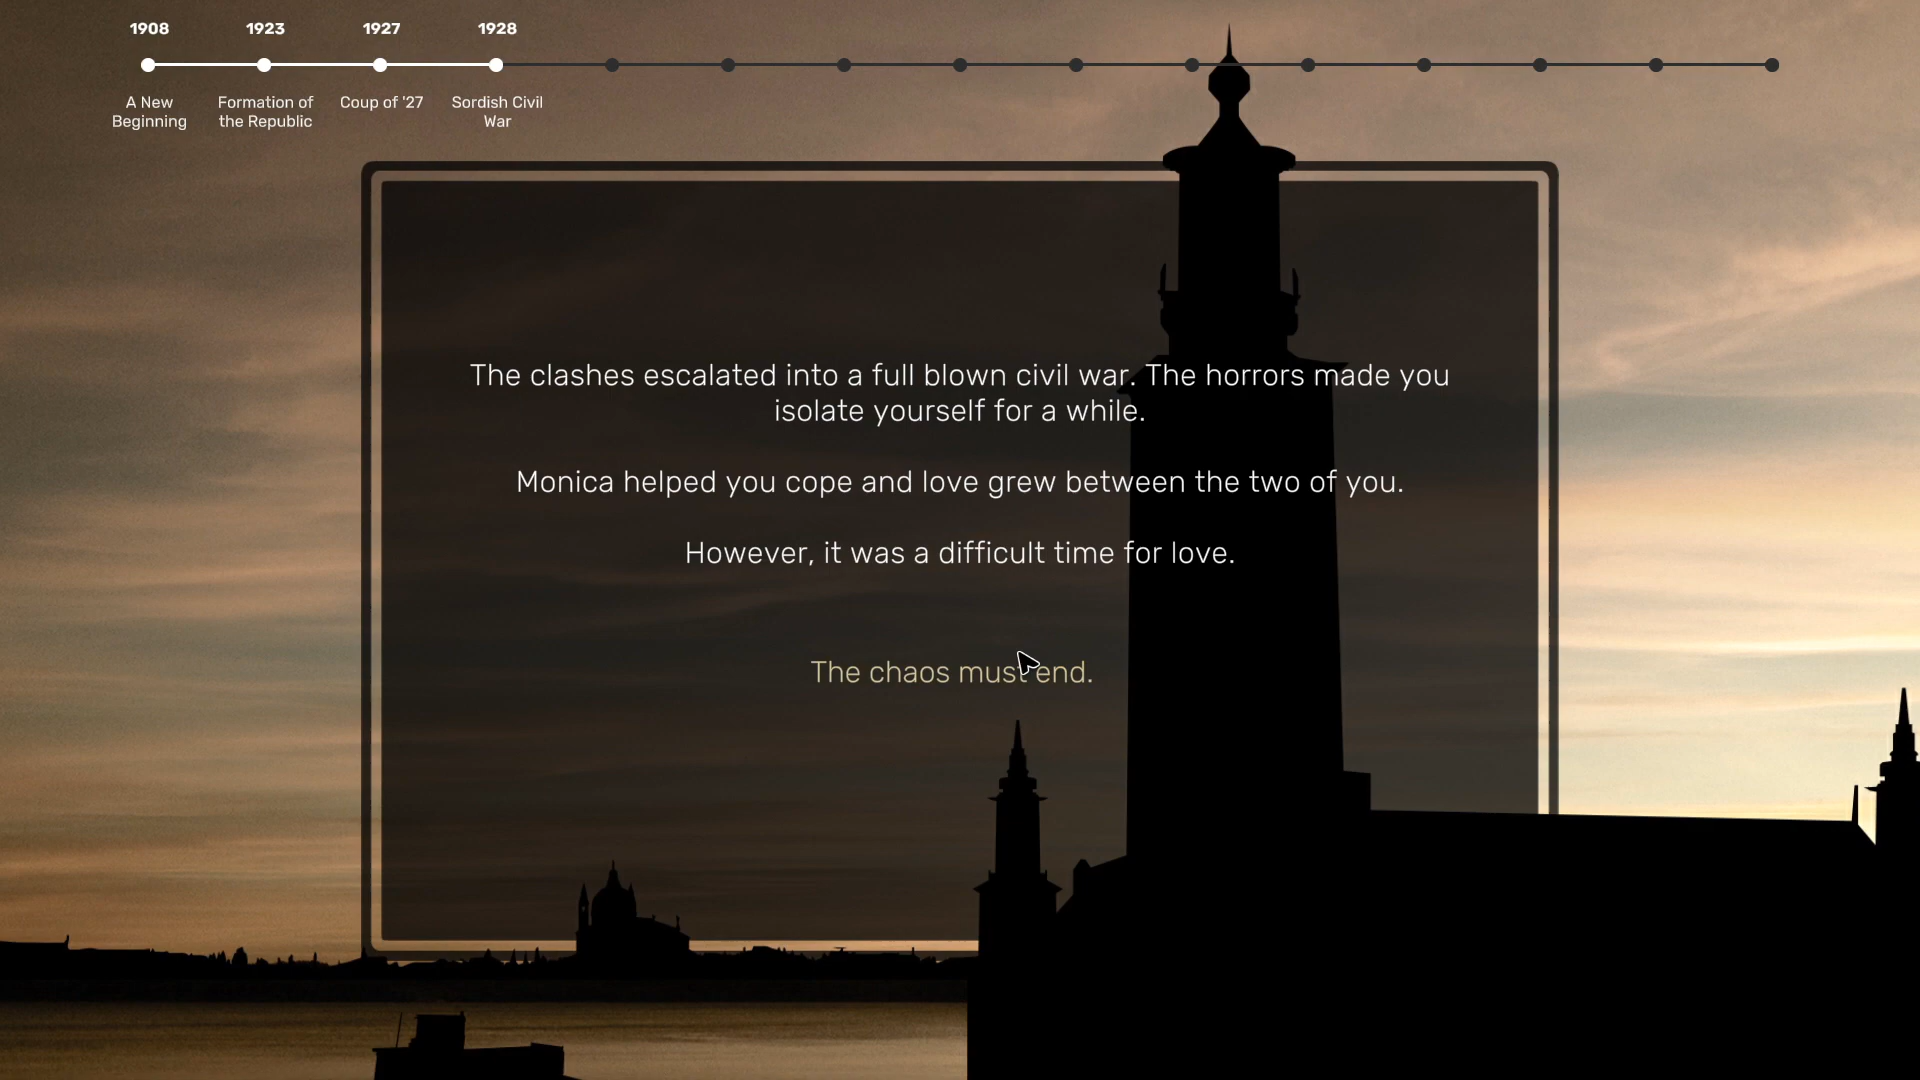 1908
1923
1927
1928
A New
Beginning
Formation of
the Republic
Coup of '27
Sordish Civil
War
The clashes escalated into a full blown civil war. The horrors made you
isolate yourself for a while.
Monica helped you cope and love grew between the two of you.
However, it was a difficult time for love.
The chaos must end.